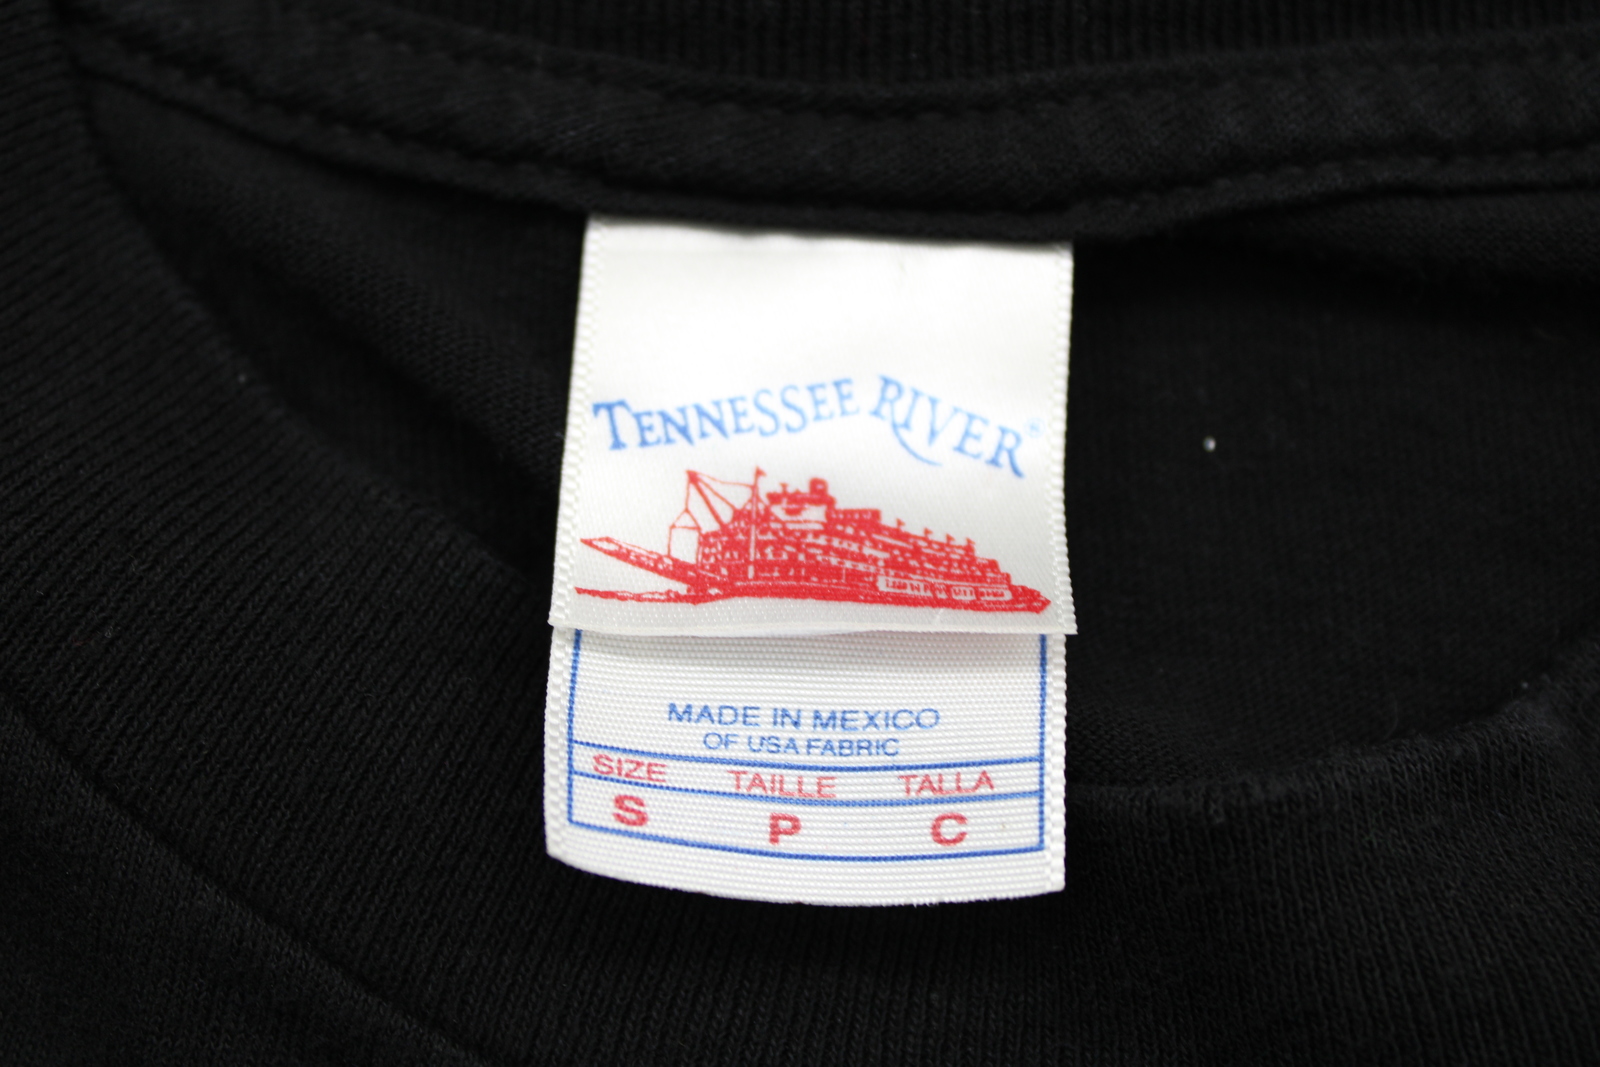 TENNESSEE RIVER®
MADE IN MEXICO
OF USA FABRIC
SIZE TAILLE TALLA
S P C